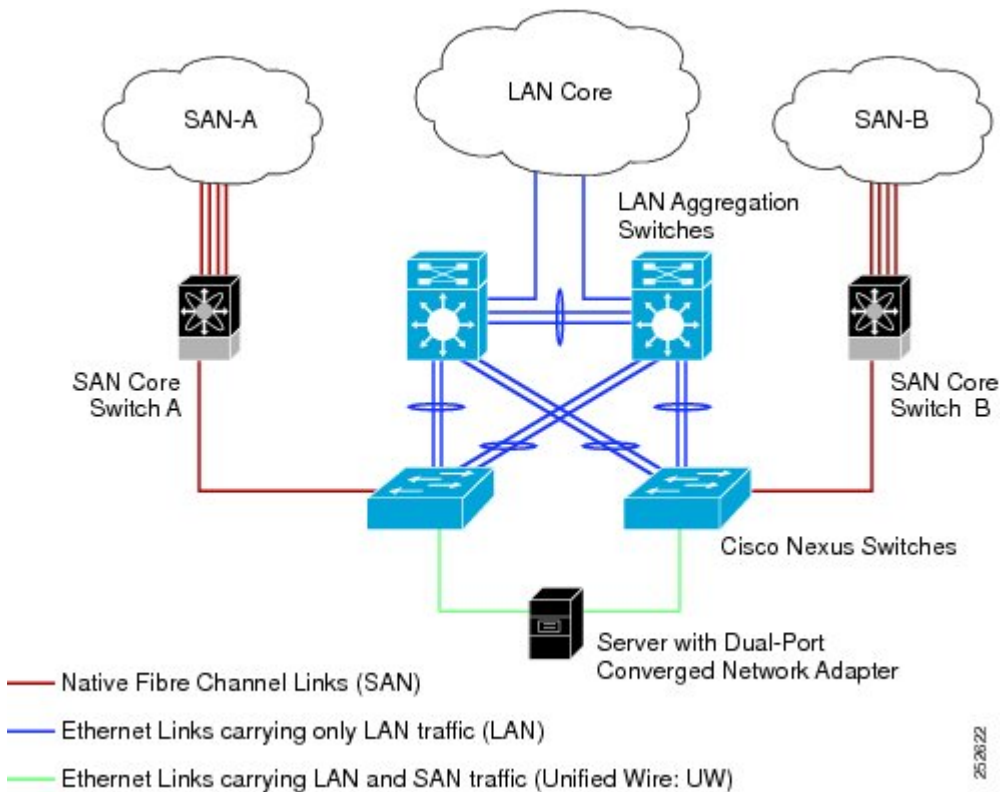 SAN-A
LAN Core
SAN-B
LAN Aggregation
Switches
SAN Core
Switch A
SAN Core
Switch B
Cisco Nexus Switches
Server with Dual-Port
Converged Network Adapter
Native Fibre Channel Links (SAN)
Ethernet Links carrying only LAN traffic (LAN)
Ethernet Links carrying LAN and SAN traffic (Unified Wire: UW)
252622